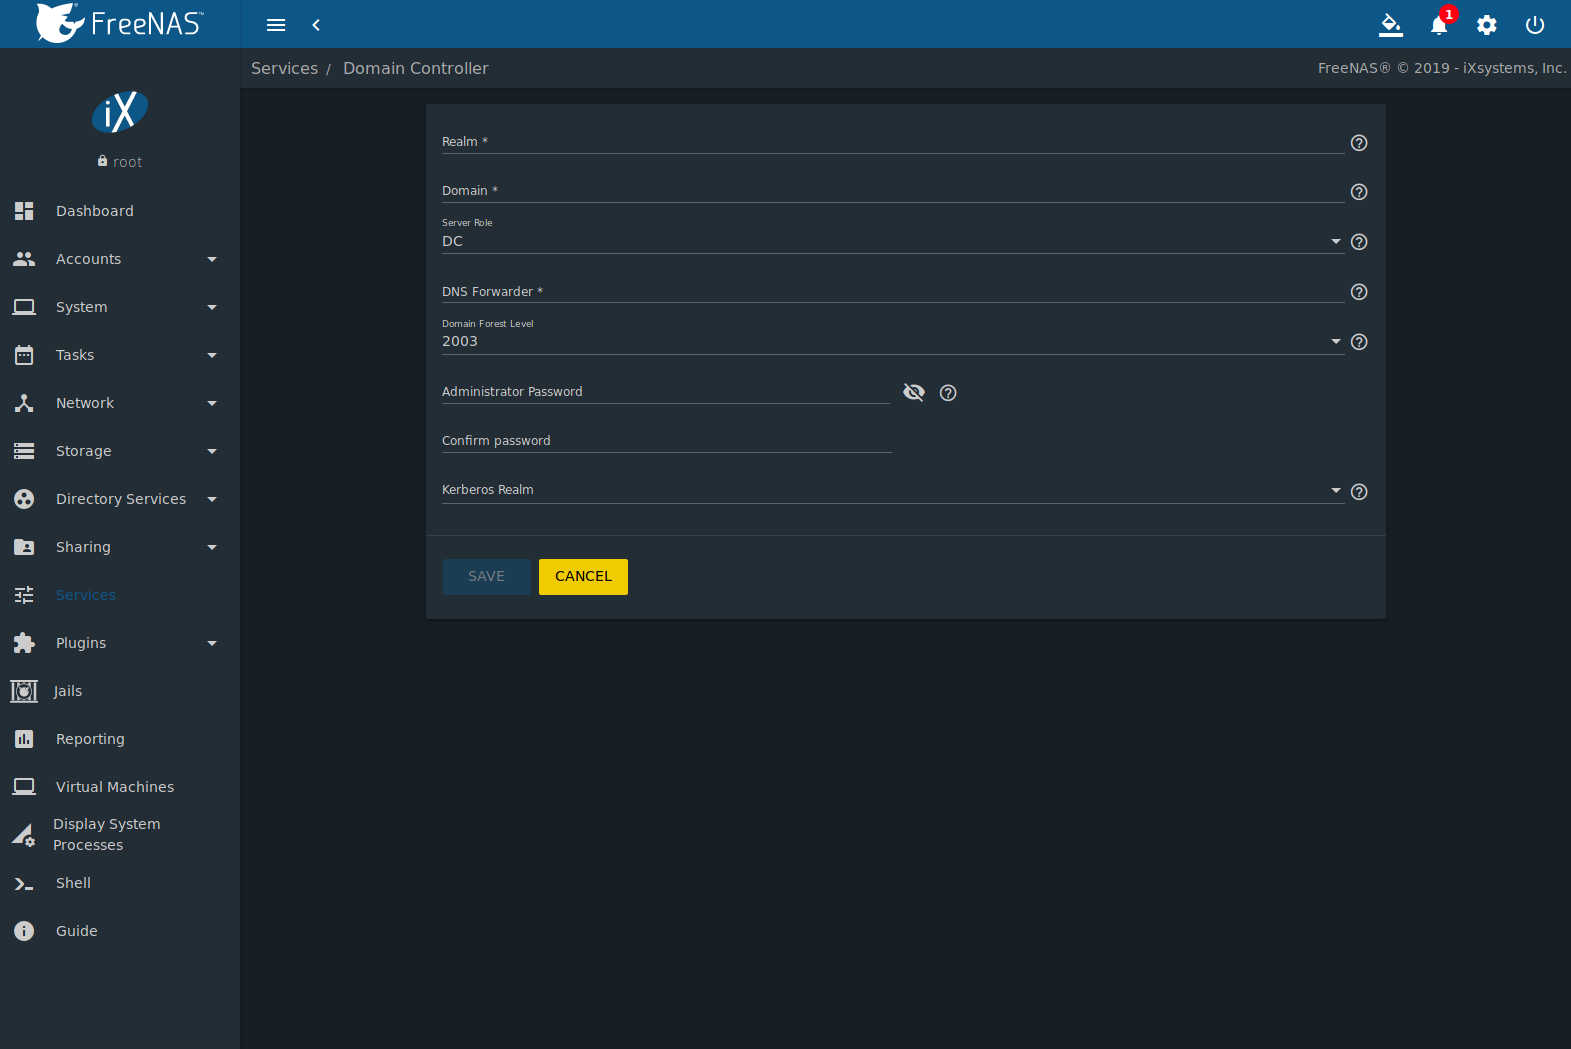 FreeNAS™
1
Services / Domain Controller
FreeNAS® © 2019 - iXsystems, Inc.
iX
root
Dashboard
Accounts
System
Tasks
Network
Storage
Directory Services
Sharing
Services
Plugins
Jails
Reporting
Virtual Machines
Display System
Processes
Shell
Guide
Realm *
Domain *
Server Role
DC
DNS Forwarder *
Domain Forest Level
2003
Administrator Password
Confirm password
Kerberos Realm
SAVE
CANCEL